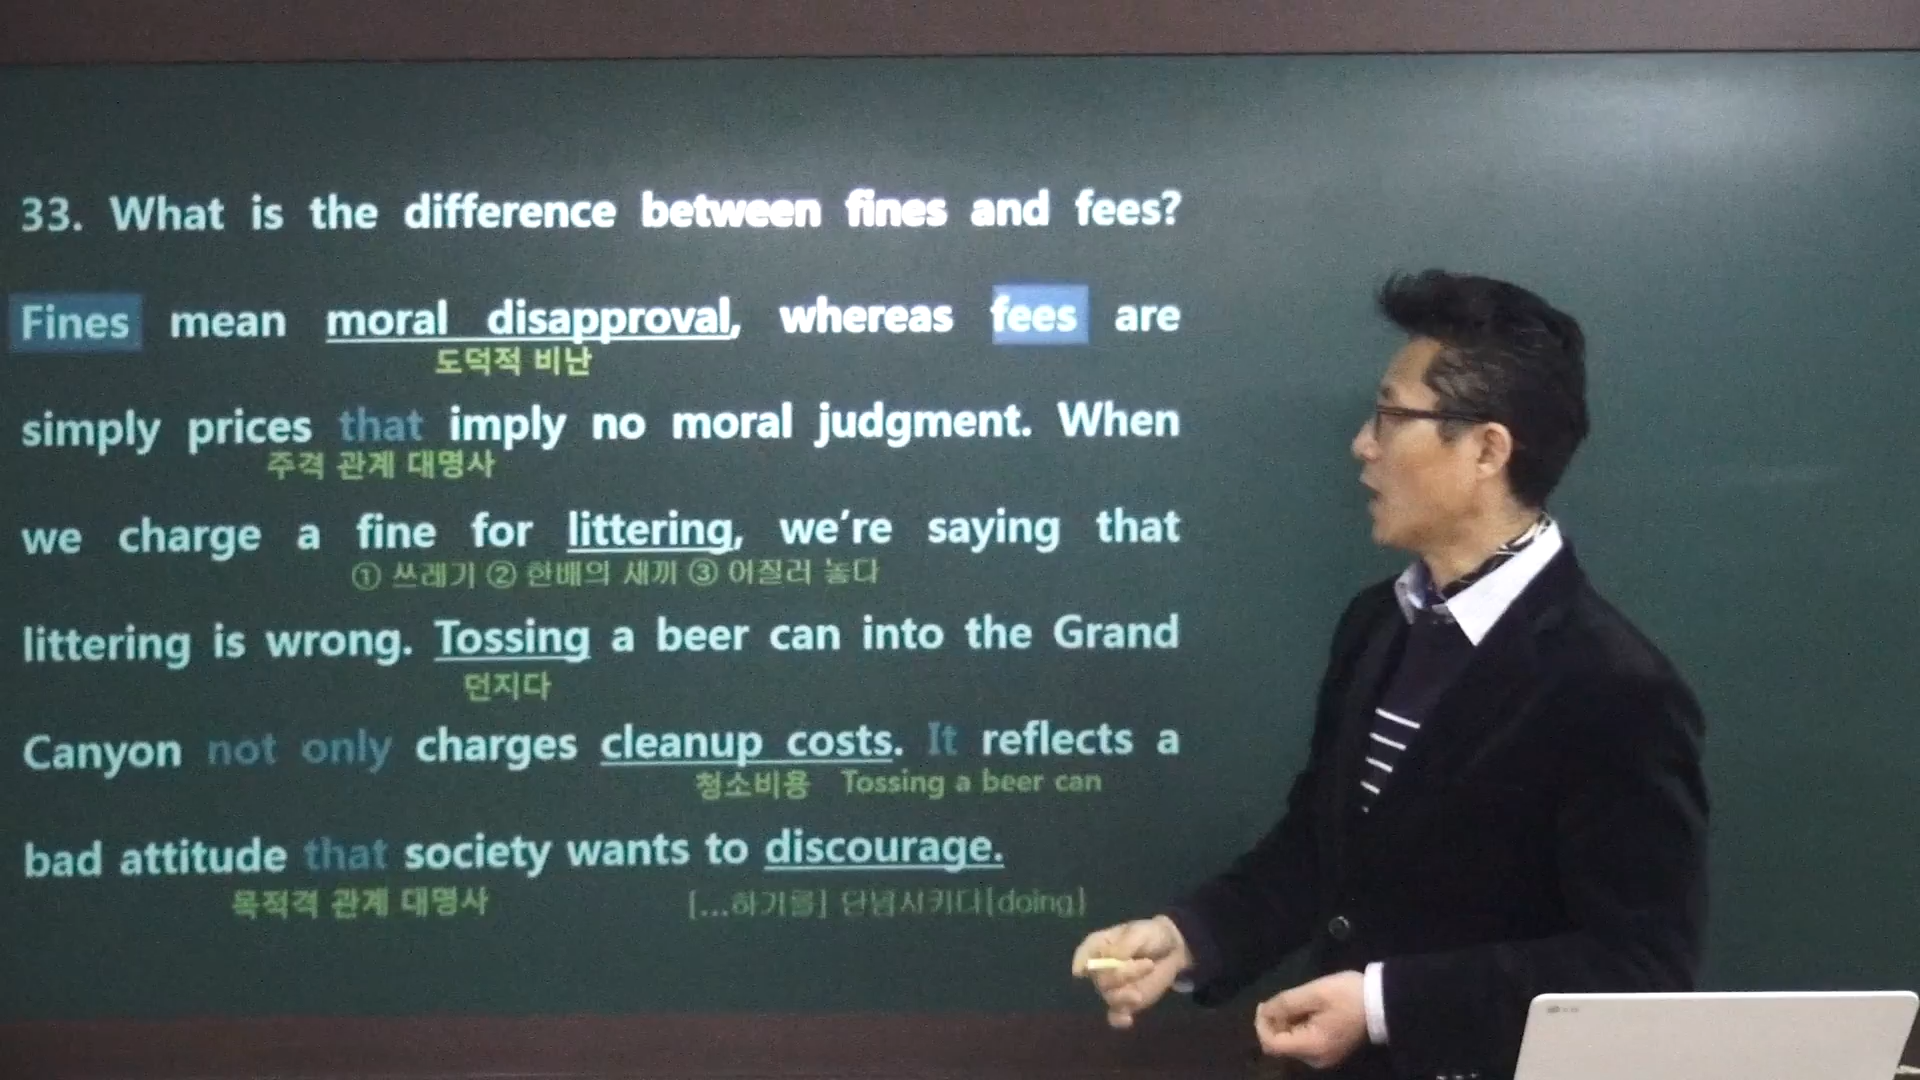 33. What is the difference between fines and fees?
Fines mean moral disapproval, whereas fees are
도덕적 비난
simply prices that imply no moral judgment. When
주격 관계 대명사
we charge a fine for littering, we're saying that
① 쓰레기 ② 한배의 새끼 ③ 어질러 놓다
littering is wrong. Tossing a beer can into the Grand
던지다
Canyon not only charges cleanup costs. It reflects a
청소비용 Tossing a beer can
bad attitude that society wants to discourage.
목적격 관계 대명사 [...하기를] 단념시키다[doing]